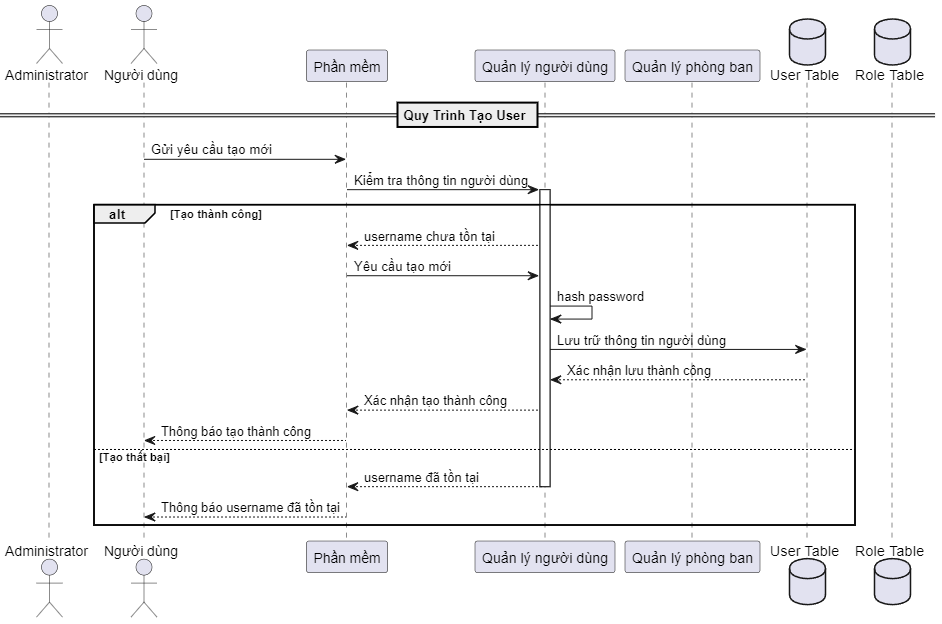 Administrator
Người dùng
Phần mềm
Quản lý người dùng
Quản lý phòng ban
User Table
Role Table
Quy Trình Tạo User
Gửi yêu cầu tạo mới
Kiểm tra thông tin người dùng
alt
[Tạo thành công]
username chưa tồn tại
Yêu cầu tạo mới
hash password
Lưu trữ thông tin người dùng
Xác nhận lưu thành công
Xác nhận tạo thành công
Thông báo tạo thành công
[Tạo thất bại]
username đã tồn tại
Thông báo username đã tồn tại
Administrator
Người dùng
Phần mềm
Quản lý người dùng
Quản lý phòng ban
User Table
Role Table